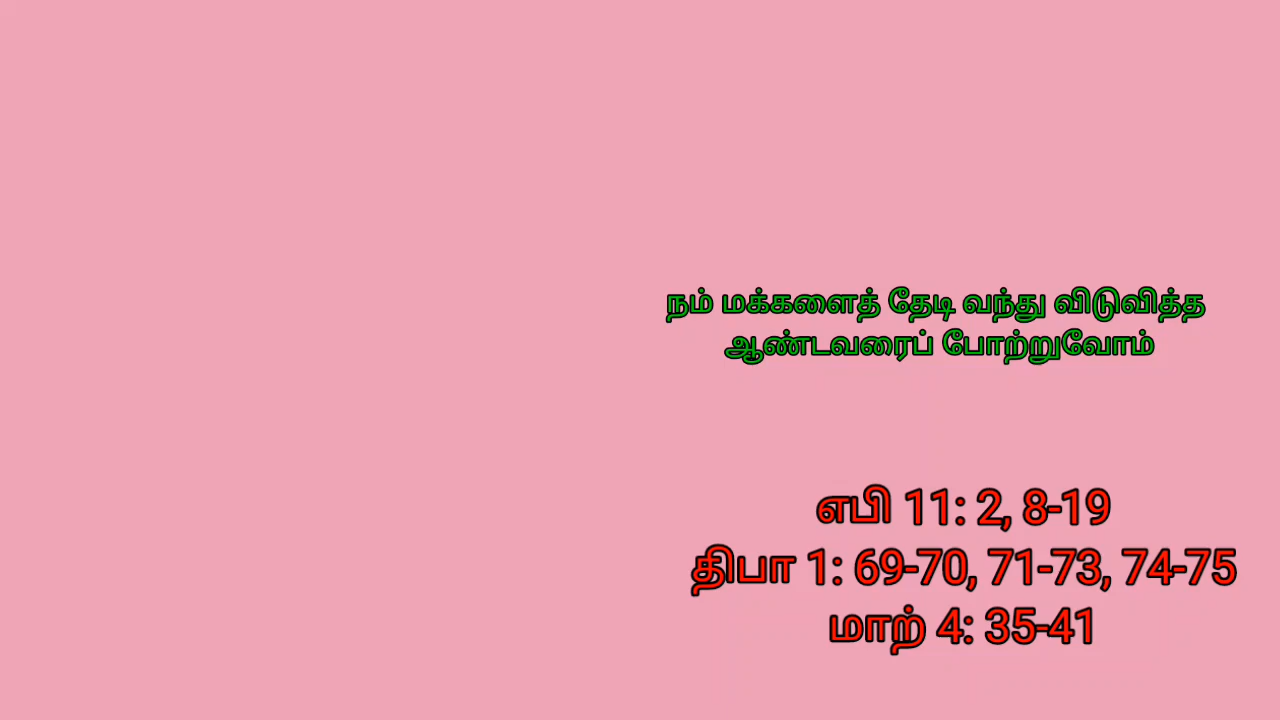 நம் மக்களைத் தேடி வந்து விடுவித்த
ஆண்டவரைப் போற்றுவோம்
எபி 11: 2, 8-19
திபா 1: 69-70, 71-73, 74-75
மாற் 4: 35-41